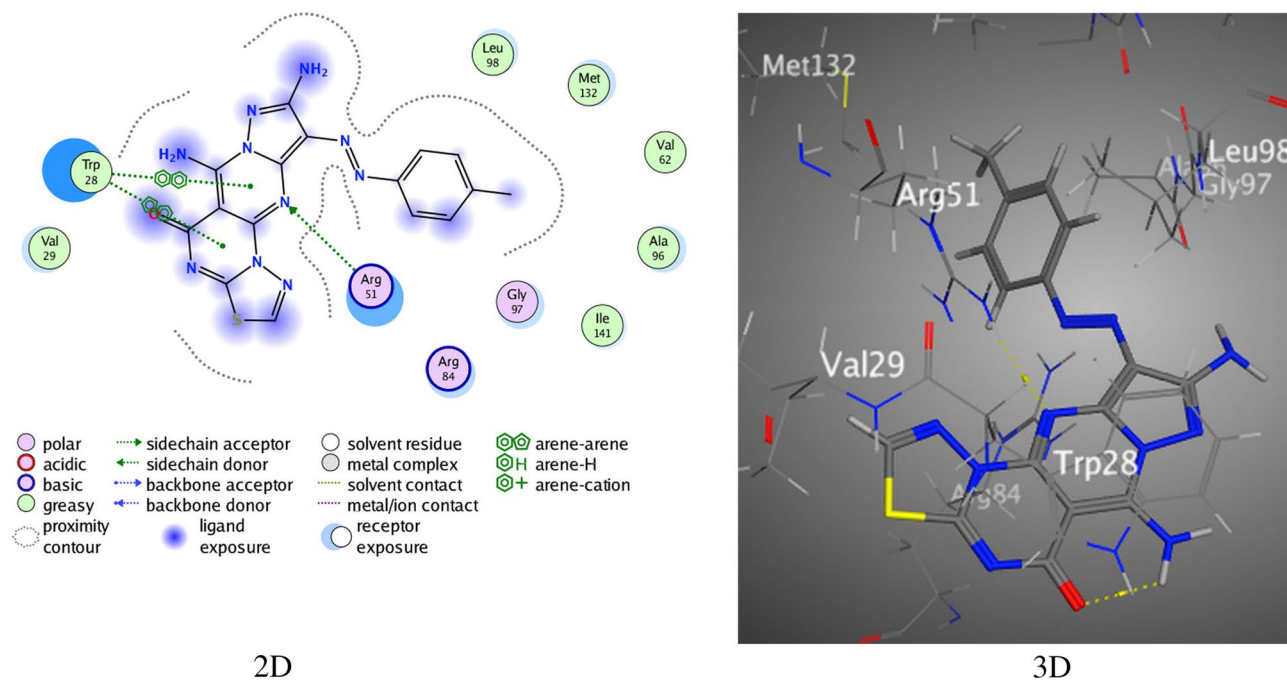 NH₂
N
N
N
N
H₂N
N
N
O
N
N
N
S
Leu
98
Met
132
Val
62
Trp
28
Val
29
Arg
51
Ala
96
Gly
97
Ile
141
Arg
84
polar
acidic
basic
greasy
proximity
contour
sidechain acceptor
sidechain donor
backbone acceptor
backbone donor
ligand
exposure
solvent residue
metal complex
solvent contact
metal/ion contact
receptor
exposure
arene-arene
H arene-H
+ arene-cation
2D
Met132
Leu98
Gly97
Arg51
Val29
Trp28
Arg84
3D